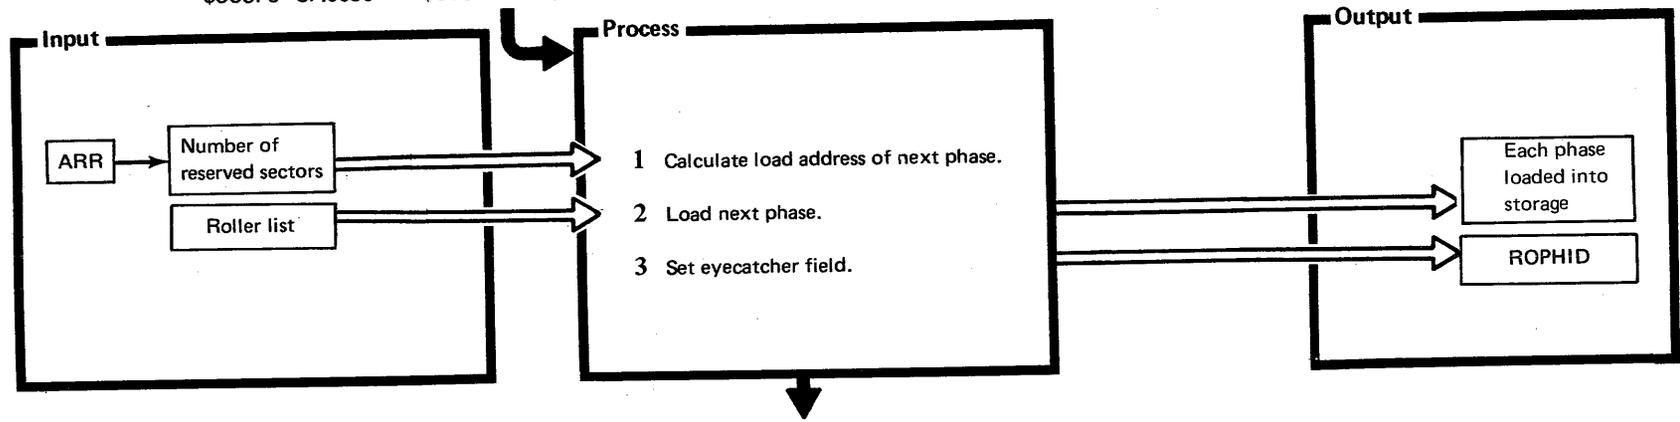 Input
Process
Output
ARR
Number of
reserved sectors
Roller list
1 Calculate load address of next phase.
2 Load next phase.
3 Set eyecatcher field.
Each phase
loaded into
storage
ROPHID